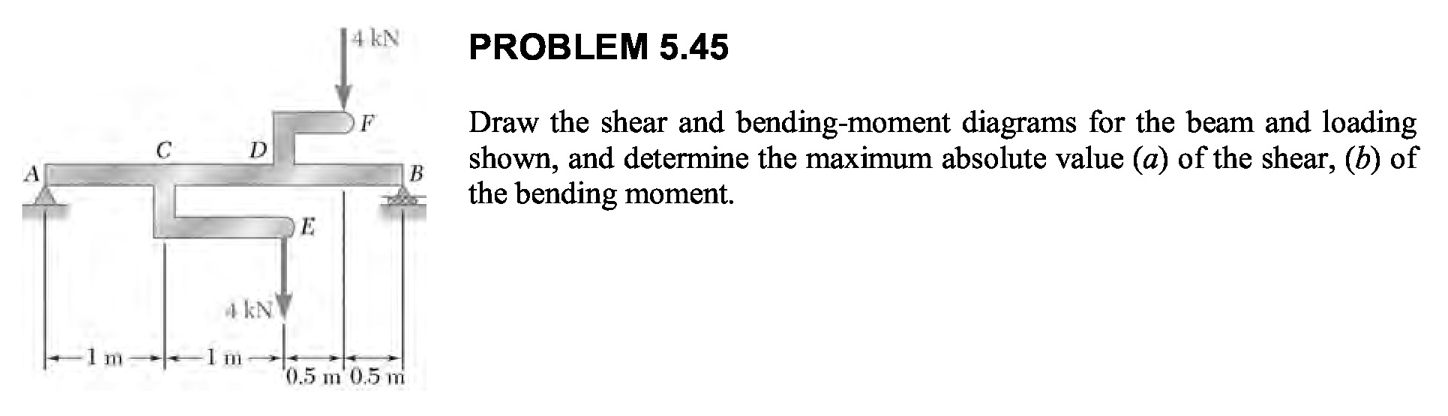 4 kN
PROBLEM 5.45
F
Draw the shear and bending-moment diagrams for the beam and loading
C
D
shown, and determine the maximum absolute value (a) of the shear, (b) of
A
B
the bending moment.
E
4 kN
1 m
1 m
0.5 m 0.5 m